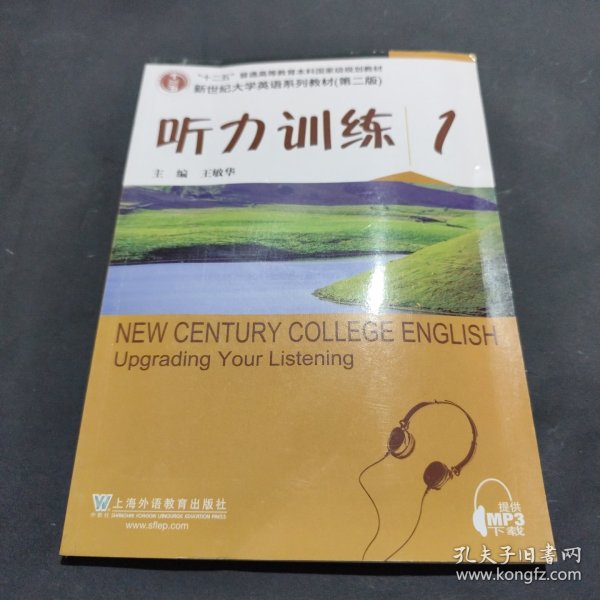 "十二五"普通高等教育本科国家级规划教材
新世纪大学英语系列教材(第二版)
听力训练 1
主 编 王敏华
NEW CENTURY COLLEGE ENGLISH
Upgrading Your Listening
上海外语教育出版社
外教社 SHANGHAI FOREIGN LANGUAGE EDUCATION PRESS
www.sflep.com
提供
MP3
下载
孔夫子旧书网
www.kongfz.com